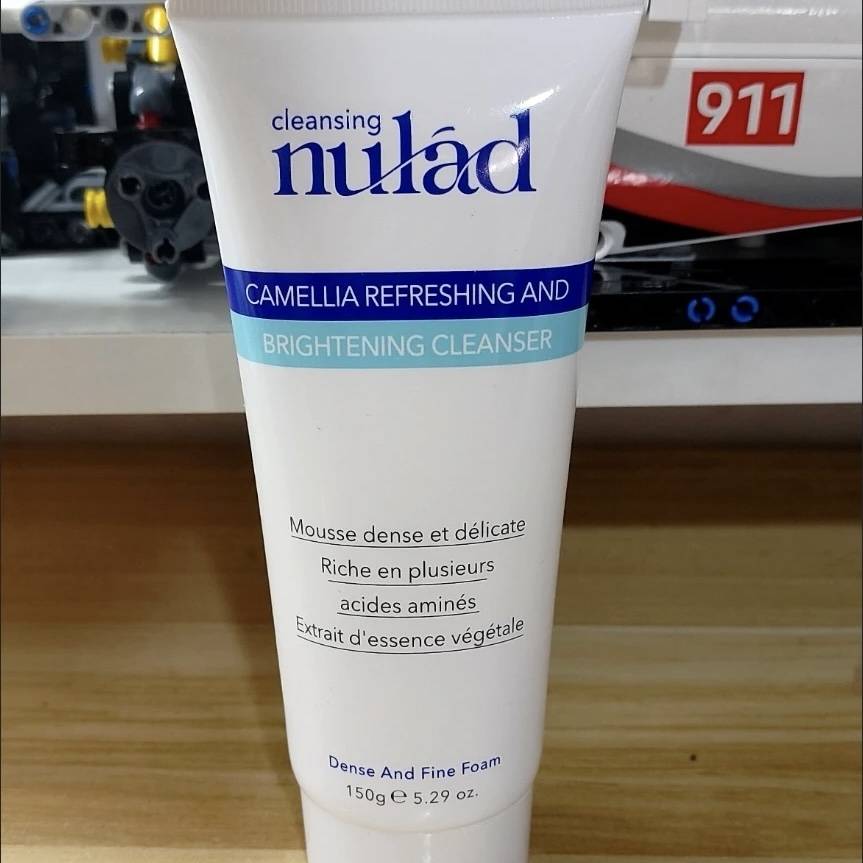 cleansing
nulād
911
CAMELLIA REFRESHING AND
BRIGHTENING CLEANSER
Mousse dense et délicate
Riche en plusieurs
acides aminés
Extrait d'essence végétale
Dense And Fine Foam
150g ℮ 5.29 oz.